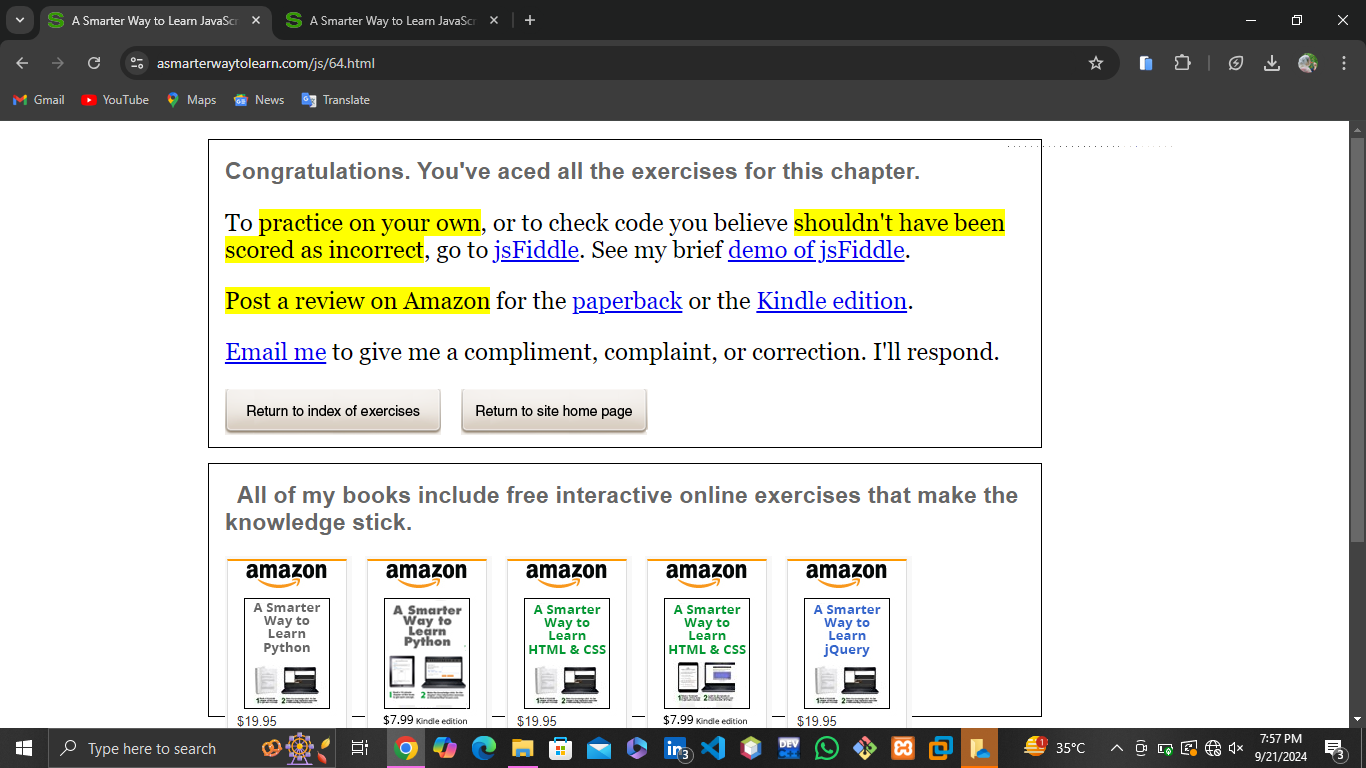 A Smarter Way to Learn JavaScr
A Smarter Way to Learn JavaScr
asmarterwaytolearn.com/js/64.html
Gmail
YouTube
Maps
News
Translate
Congratulations. You've aced all the exercises for this chapter.
To practice on your own, or to check code you believe shouldn't have been
scored as incorrect, go to jsFiddle. See my brief demo of jsFiddle.
Post a review on Amazon for the paperback or the Kindle edition.
Email me to give me a compliment, complaint, or correction. I'll respond.
Return to index of exercises
Return to site home page
All of my books include free interactive online exercises that make the
knowledge stick.
amazon
A Smarter
Way to
Learn
Python
$19.95
amazon
A Smarter
Way to
Learn
Python
$7.99 Kindle edition
amazon
A Smarter
Way to
Learn
HTML & CSS
$19.95
amazon
A Smarter
Way to
Learn
HTML & CSS
$7.99 Kindle edition
amazon
A Smarter
Way to
Learn
jQuery
$19.95
Type here to search
in
3
DEV
1
35°C
7:57 PM
9/21/2024
3